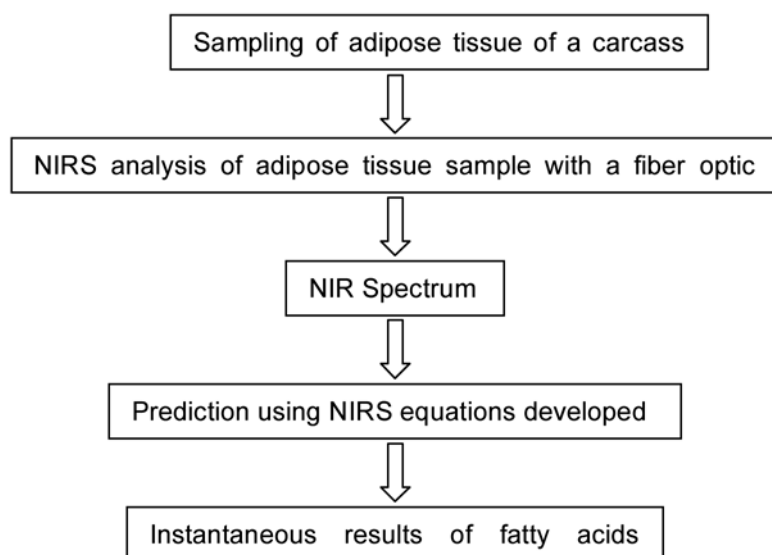 Sampling of adipose tissue of a carcass
NIRS analysis of adipose tissue sample with a fiber optic
NIR Spectrum
Prediction using NIRS equations developed
Instantaneous results of fatty acids